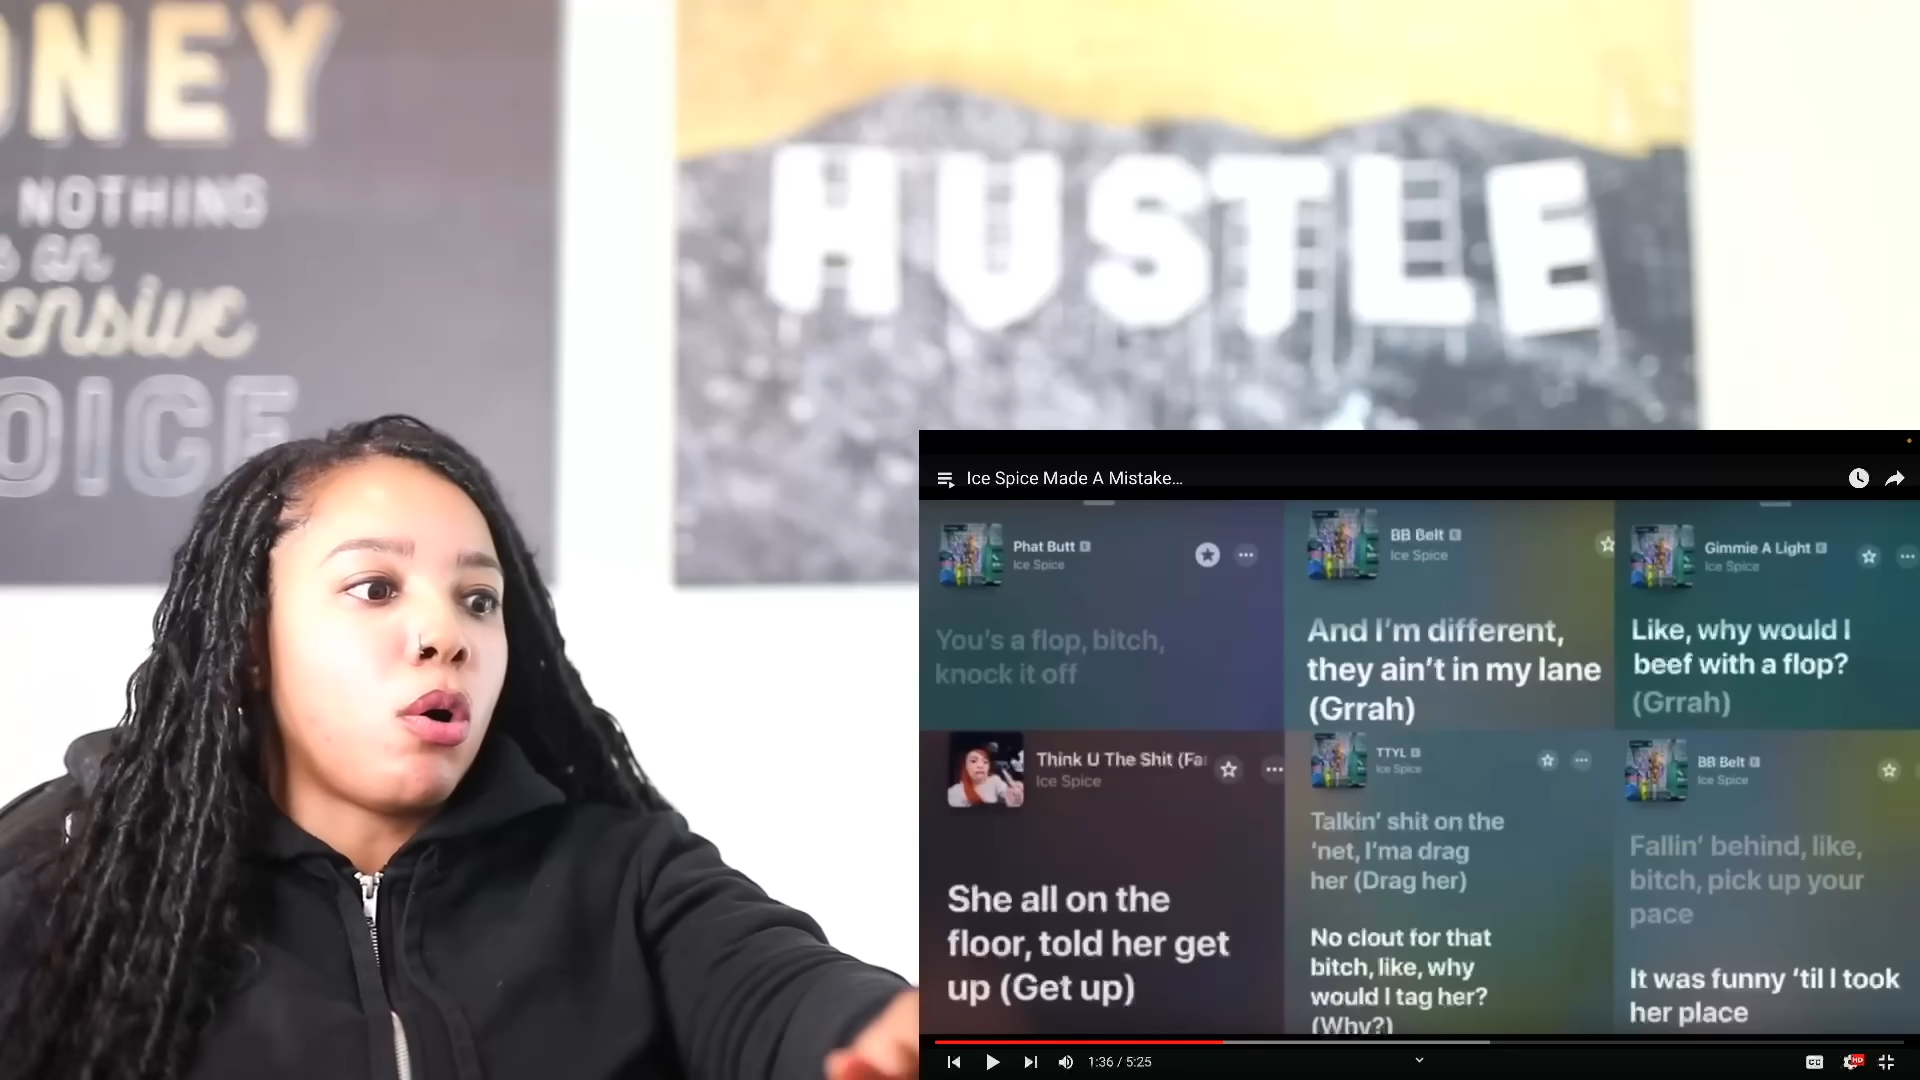 ONEY
NOTHING
s an
ensive
OICE
HUSTLE
Ice Spice Made A Mistake...
Phat Butt E
Ice Spice
You's a flop, bitch,
knock it off
BB Belt E
Ice Spice
And I'm different,
they ain't in my lane
(Grrah)
Gimmie A Light E
Ice Spice
Like, why would I
beef with a flop?
(Grrah)
Think U The Shit (Fa
Ice Spice
She all on the
floor, told her get
up (Get up)
TTYL E
Ice Spice
Talkin' shit on the
'net, I'ma drag
her (Drag her)
No clout for that
bitch, like, why
would I tag her?
(Why?)
BB Belt E
Ice Spice
Fallin' behind, like,
bitch, pick up your
pace
It was funny 'til I took
her place
1:36 / 5:25
CC
HD